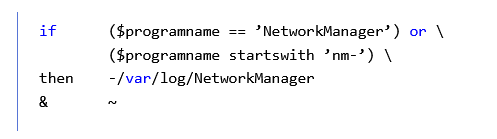 if ($programname == ’NetworkManager’) or \
($programname startswith ’nm-’) \
then -/var/log/NetworkManager
& ~